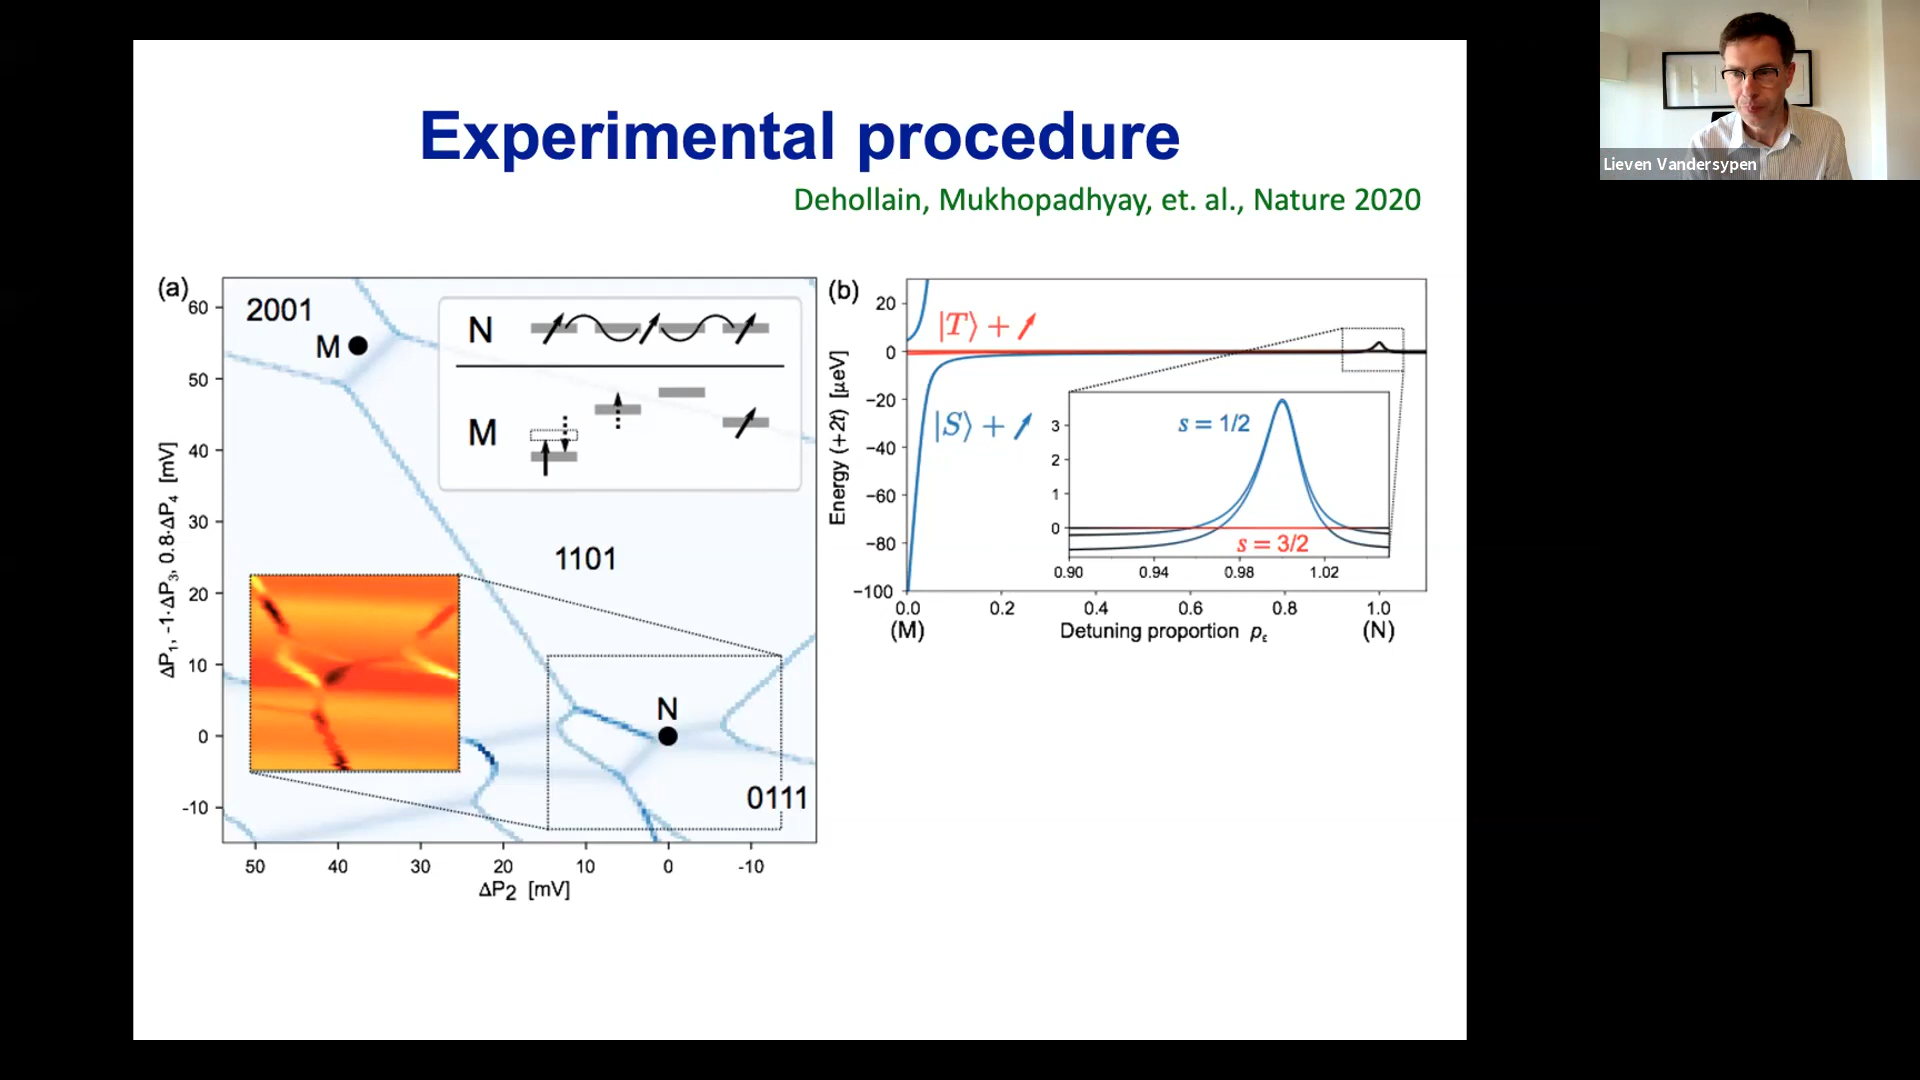 Experimental procedure
Dehollain, Mukhopadhyay, et. al., Nature 2020
Lieven Vandersypen
(a)
ΔP1, -1·ΔP3, 0.8·ΔP4 [mV]
60
50
40
30
20
10
0
-10
2001
M
N
M
1101
N
0111
50
40
30
20
10
0
-10
ΔP2 [mV]
(b)
Energy (+2t) [μeV]
20
0
−20
−40
−60
−80
−100
|T⟩ +
|S⟩ +
3
2
1
0
s = 1/2
s = 3/2
0.90
0.94
0.98
1.02
0.0
0.2
0.4
0.6
0.8
1.0
(M)
Detuning proportion pε
(N)